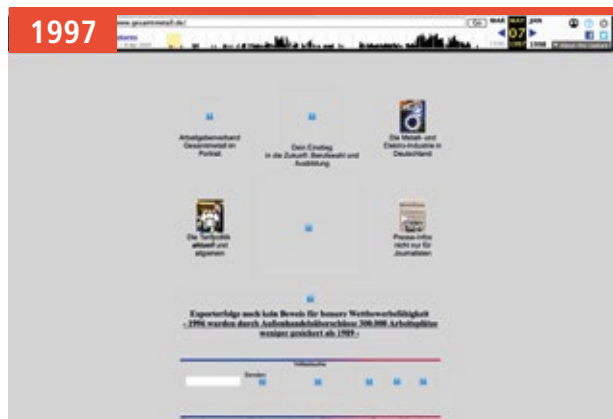 1997
www.gesamtmetall.de/
Go
MAR
MAY
JAN
07
1997
1998
Arbeitgeberverband
Gesamtmetall im
Portrait
Dein Einstieg
in die Zukunft: Berufswahl und
Ausbildung
Die Metall- und
Elektro-Industrie in
Deutschland
Die Tarifpolitik
aktuell und
allgemein
Presse-Infos
nicht nur für
Journalisten
Exporterfolge noch kein Beweis für bessere Wettbewerbsfähigkeit
- 1996 wurden durch Außenhandelsüberschüsse 300.000 Arbeitsplätze
weniger gesichert als 1989 -
Senden